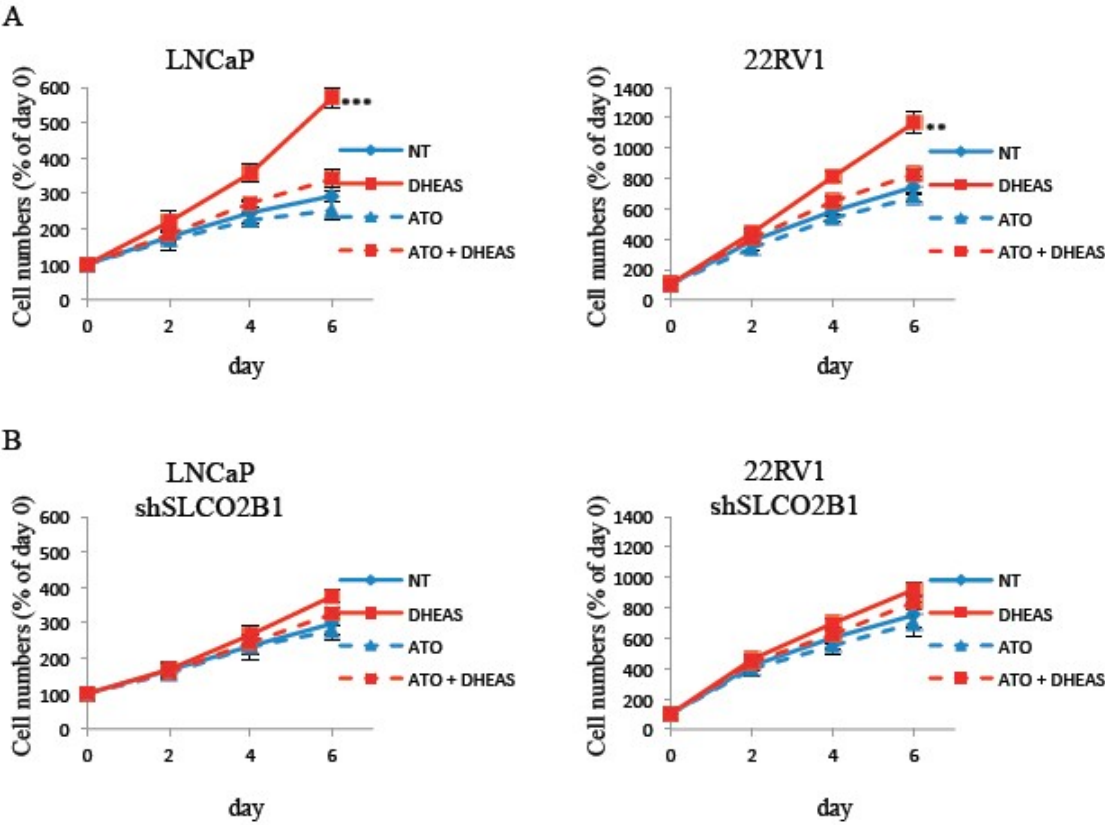 A
LNCaP
Cell numbers (% of day 0)
600
500
400
300
200
100
0
0 2 4 6
day
•••
NT
DHEAS
ATO
ATO + DHEAS
22RV1
Cell numbers (% of day 0)
1400
1200
1000
800
600
400
200
0
0 2 4 6
day
••
NT
DHEAS
ATO
ATO + DHEAS
B
LNCaP
shSLCO2B1
Cell numbers (% of day 0)
600
500
400
300
200
100
0
0 2 4 6
day
NT
DHEAS
ATO
ATO + DHEAS
22RV1
shSLCO2B1
Cell numbers (% of day 0)
1400
1200
1000
800
600
400
200
0
0 2 4 6
day
NT
DHEAS
ATO
ATO + DHEAS